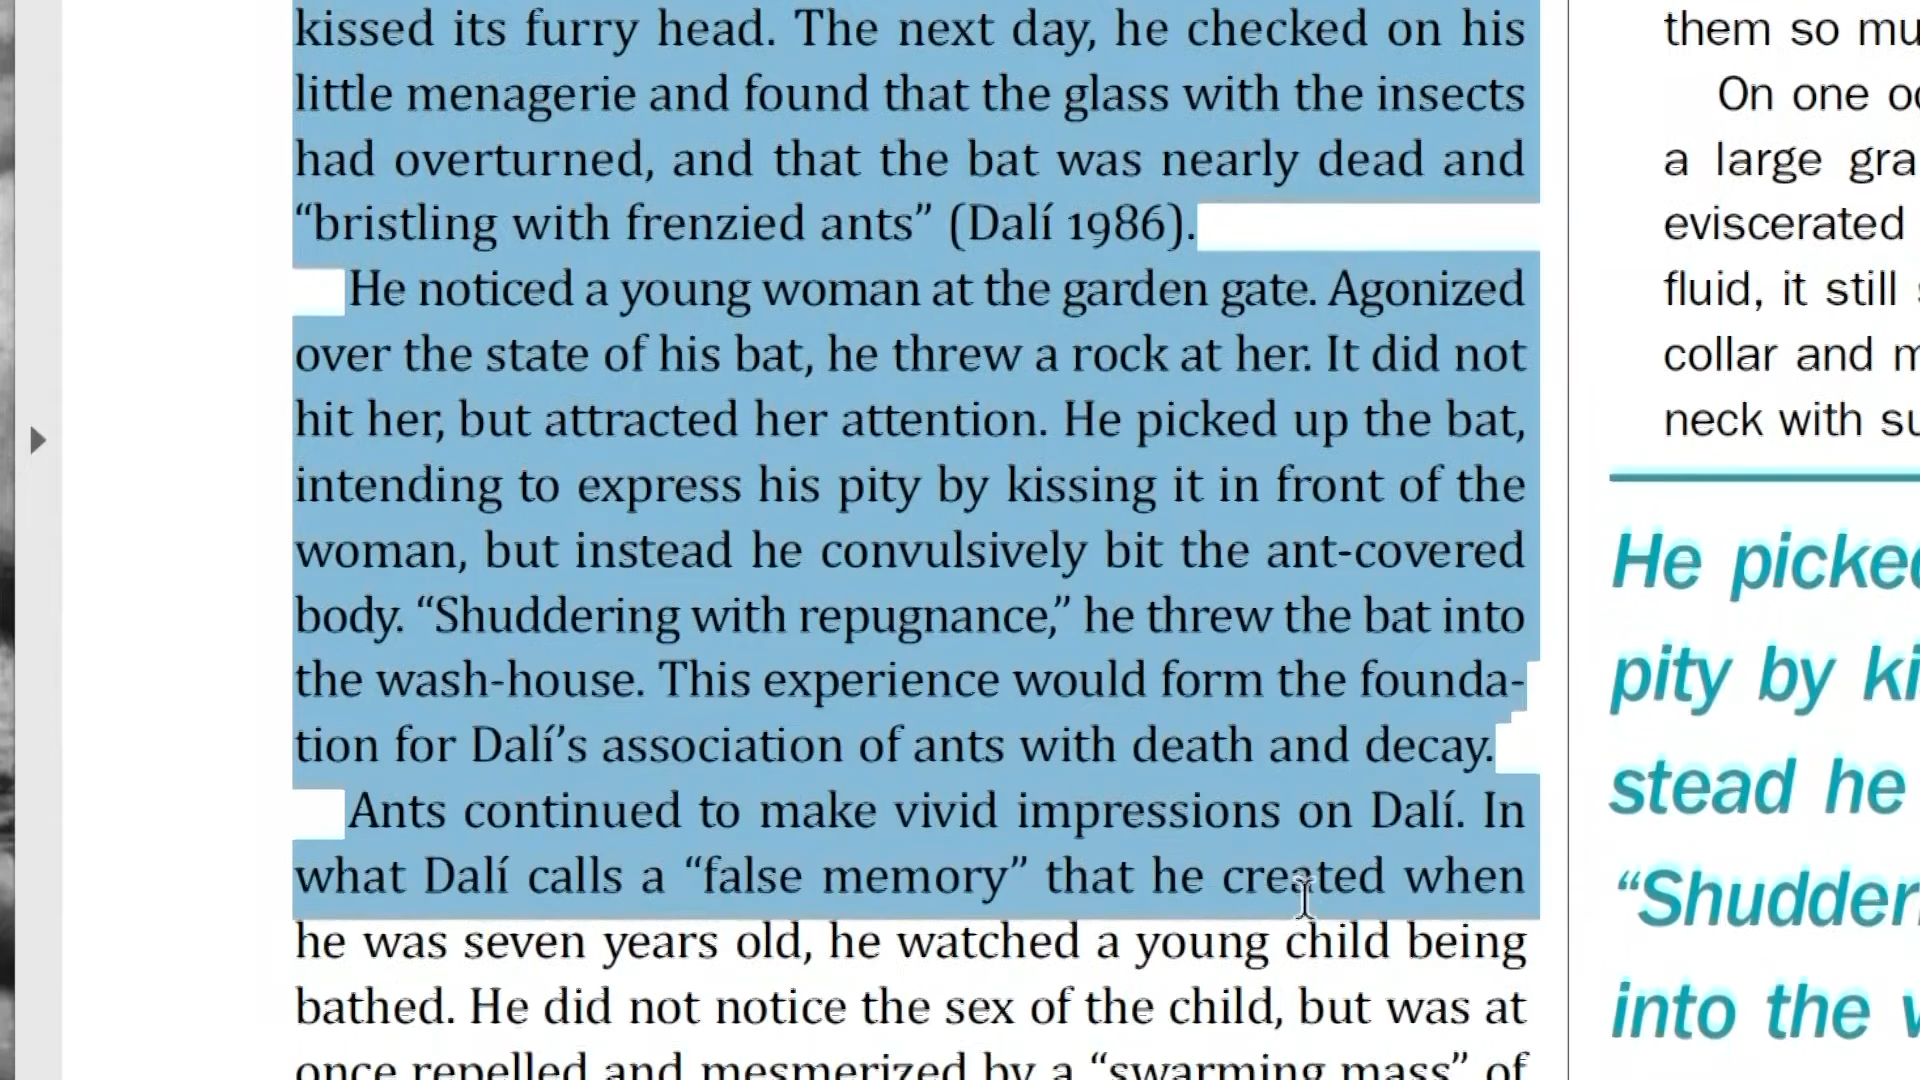 kissed its furry head. The next day, he checked on his
little menagerie and found that the glass with the insects
had overturned, and that the bat was nearly dead and
“bristling with frenzied ants” (Dalí 1986).
He noticed a young woman at the garden gate. Agonized
over the state of his bat, he threw a rock at her. It did not
hit her, but attracted her attention. He picked up the bat,
intending to express his pity by kissing it in front of the
woman, but instead he convulsively bit the ant-covered
body. “Shuddering with repugnance,” he threw the bat into
the wash-house. This experience would form the founda-
tion for Dalí’s association of ants with death and decay.
Ants continued to make vivid impressions on Dalí. In
what Dalí calls a “false memory” that he created when
he was seven years old, he watched a young child being
bathed. He did not notice the sex of the child, but was at
once repelled and mesmerized by a “swarming mass” of
them so
On one
a large
eviscerated
fluid, it still
collar and
neck with
He
pity by
stead he
into the